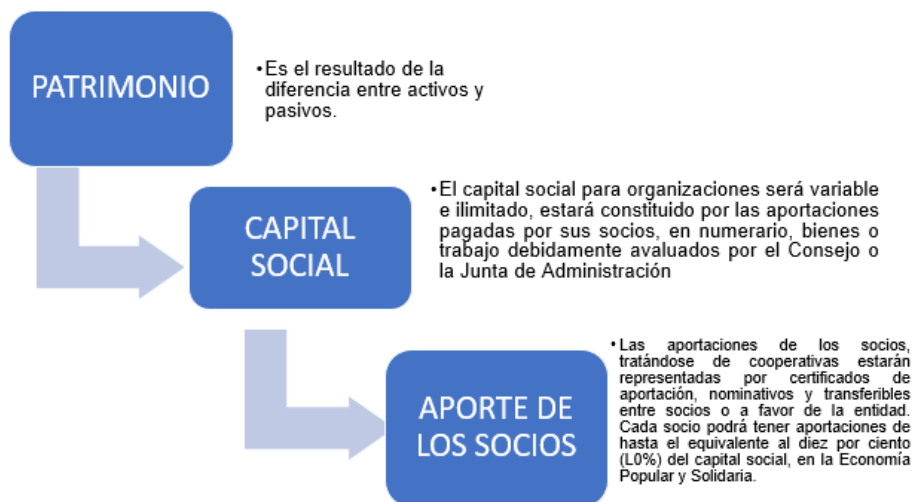 PATRIMONIO
•Es el resultado de la
diferencia entre activos y
pasivos.
CAPITAL
SOCIAL
•El capital social para organizaciones será variable
e ilimitado, estará constituido por las aportaciones
pagadas por sus socios, en numerario, bienes o
trabajo debidamente avaluados por el Consejo o
la Junta de Administración
APORTE DE
LOS SOCIOS
•Las aportaciones de los socios,
tratándose de cooperativas estarán
representadas por certificados de
aportación, nominativos y transferibles
entre socios o a favor de la entidad.
Cada socio podrá tener aportaciones de
hasta el equivalente al diez por ciento
(L0%) del capital social, en la Economía
Popular y Solidaria.